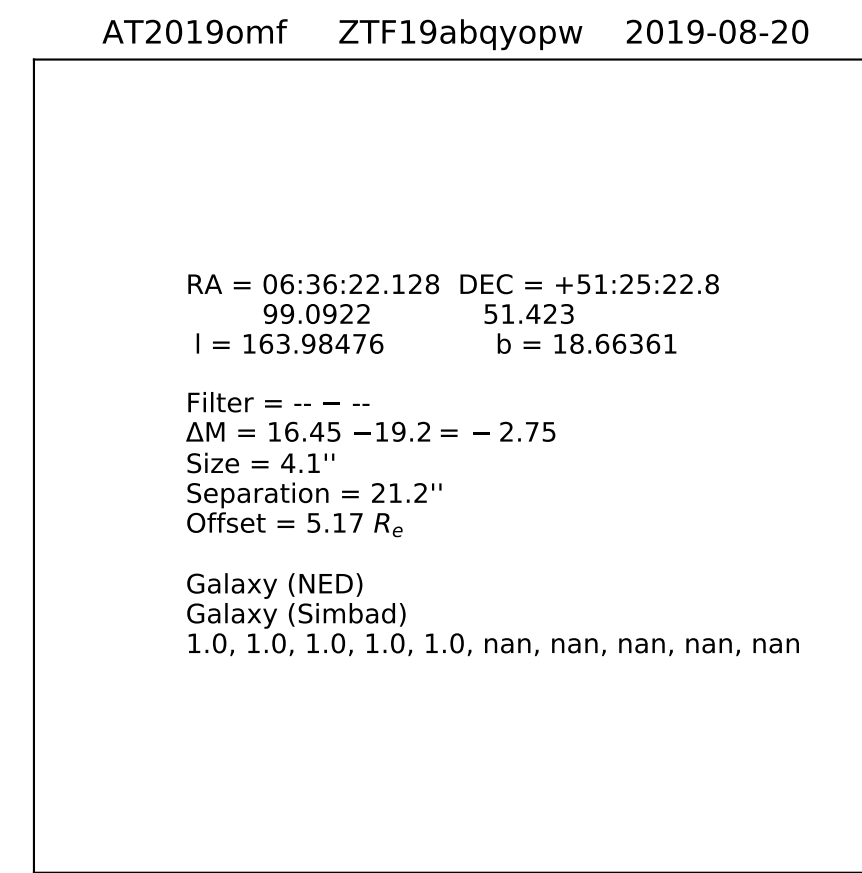 AT2019omf ZTF19abqyopw 2019-08-20
RA = 06:36:22.128 DEC = +51:25:22.8
99.0922 51.423
l = 163.98476 b = 18.66361
Filter = -- − --
ΔM = 16.45 −19.2 = − 2.75
Size = 4.1''
Separation = 21.2''
Offset = 5.17 Re
Galaxy (NED)
Galaxy (Simbad)
1.0, 1.0, 1.0, 1.0, 1.0, nan, nan, nan, nan, nan